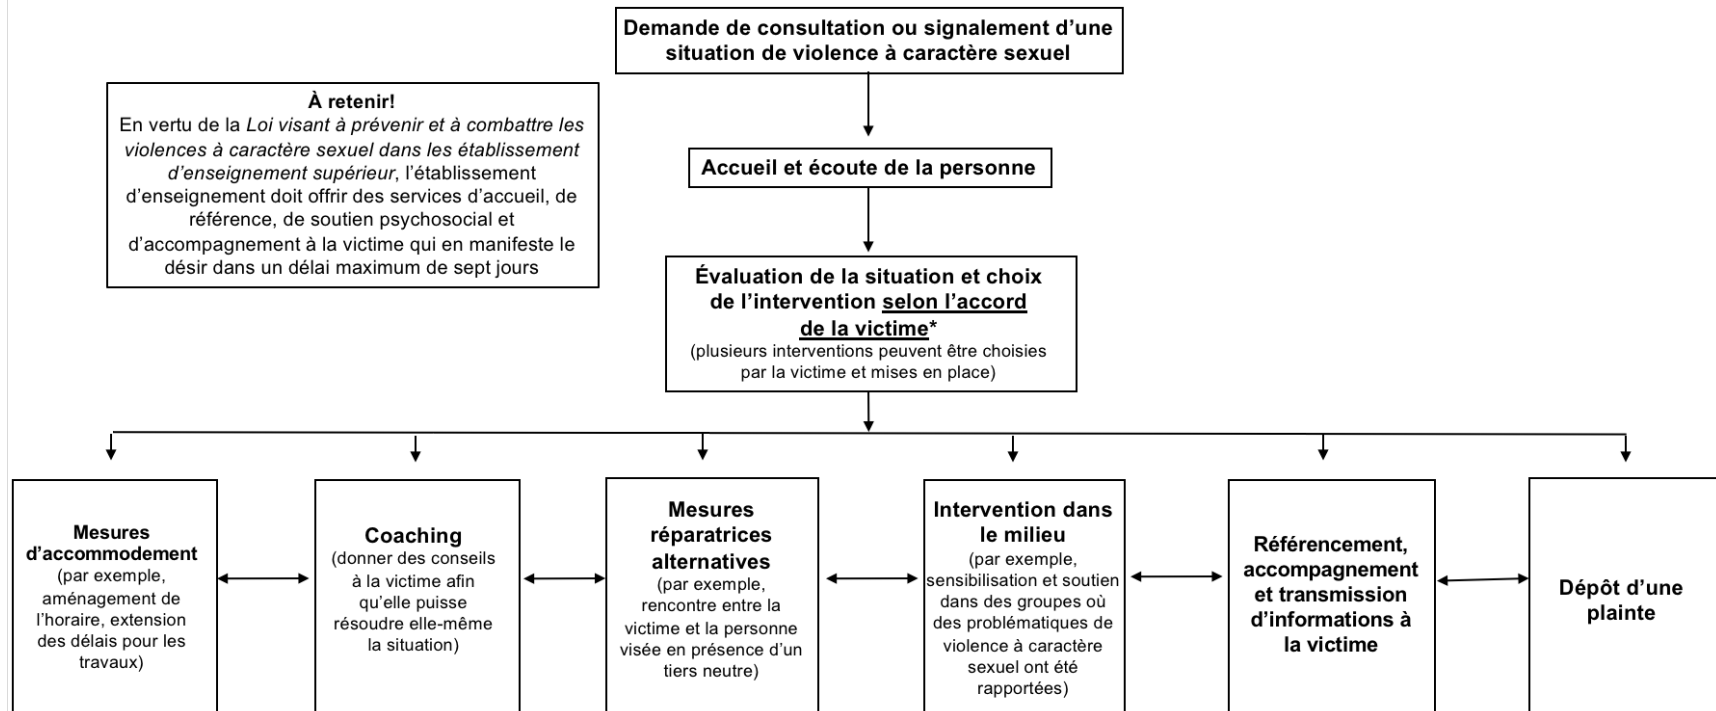 Demande de consultation ou signalement d’une
situation de violence à caractère sexuel
À retenir!
En vertu de la Loi visant à prévenir et à combattre les
violences à caractère sexuel dans les établissement
d’enseignement supérieur, l’établissement
d’enseignement doit offrir des services d’accueil, de
référence, de soutien psychosocial et
d’accompagnement à la victime qui en manifeste le
désir dans un délai maximum de sept jours
Accueil et écoute de la personne
Évaluation de la situation et choix
de l’intervention selon l’accord
de la victime*
(plusieurs interventions peuvent être choisies
par la victime et mises en place)
Mesures
d’accommodement
(par exemple,
aménagement de
l’horaire, extension
des délais pour les
travaux)
Coaching
(donner des conseils
à la victime afin
qu’elle puisse
résoudre elle-même
la situation)
Mesures
réparatrices
alternatives
(par exemple,
rencontre entre la
victime et la personne
visée en présence d’un
tiers neutre)
Intervention dans
le milieu
(par exemple,
sensibilisation et soutien
dans des groupes où
des problématiques de
violence à caractère
sexuel ont été
rapportées)
Référencement,
accompagnement
et transmission
d’informations à
la victime
Dépôt d’une
plainte